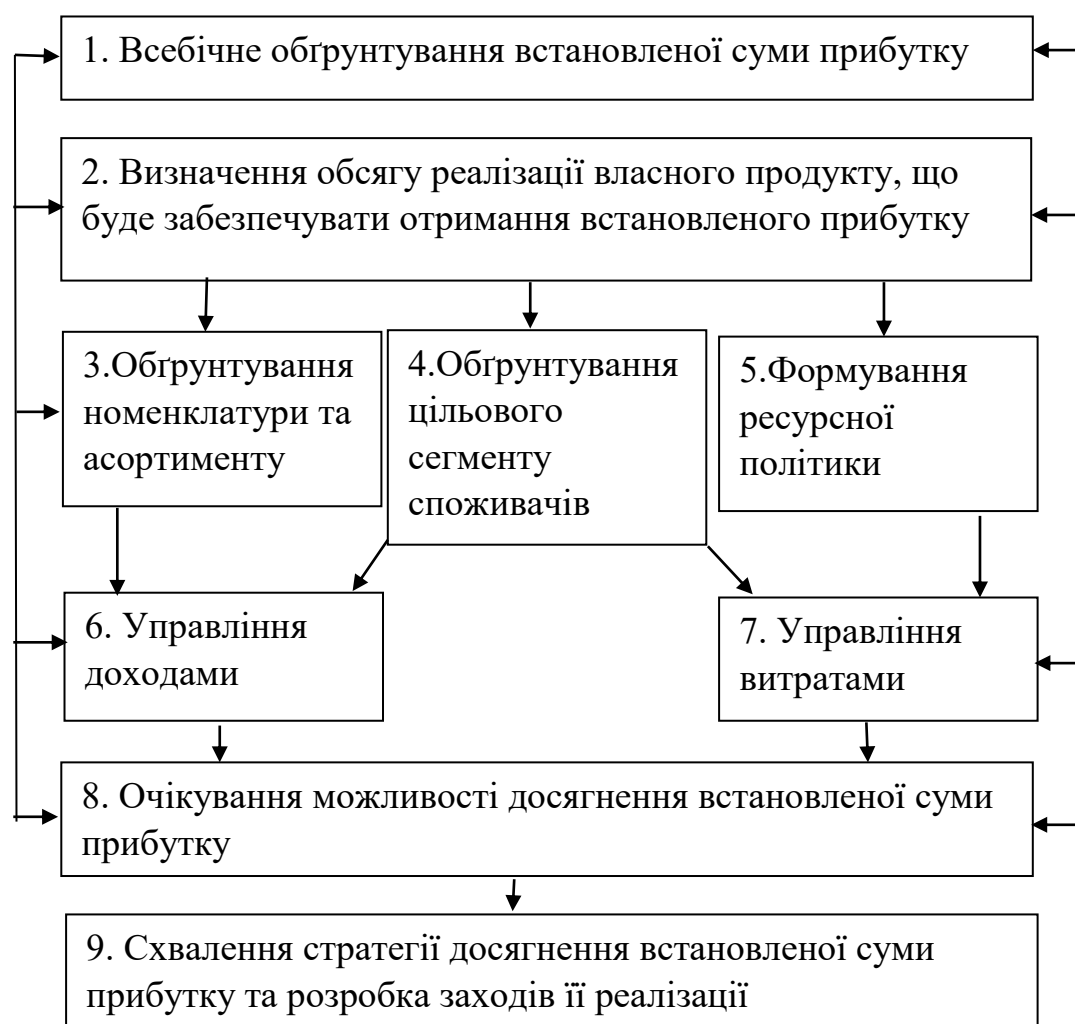 1. Всебічне обґрунтування встановленої суми прибутку
2. Визначення обсягу реалізації власного продукту, що
буде забезпечувати отримання встановленого прибутку
3.Обґрунтування
номенклатури та
асортименту
4.Обґрунтування
цільового
сегменту
споживачів
5.Формування
ресурсної
політики
6. Управління
доходами
7. Управління
витратами
8. Очікування можливості досягнення встановленої суми
прибутку
9. Схвалення стратегії досягнення встановленої суми
прибутку та розробка заходів її реалізації